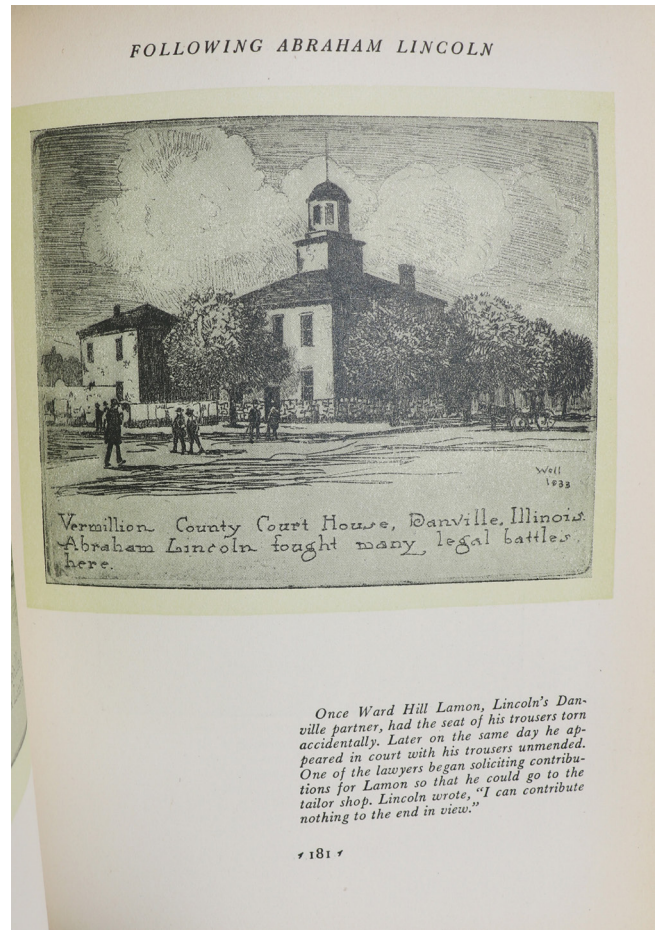 FOLLOWING ABRAHAM LINCOLN
Woll
1933
Vermillion County Court House, Danville, Illinois.
Abraham Lincoln fought many legal battles
here.
Once Ward Hill Lamon, Lincoln's Dan-
ville partner, had the seat of his trousers torn
accidentally. Later on the same day he ap-
peared in court with his trousers unmended.
One of the lawyers began soliciting contribu-
tions for Lamon so that he could go to the
tailor shop. Lincoln wrote, "I can contribute
nothing to the end in view."
181